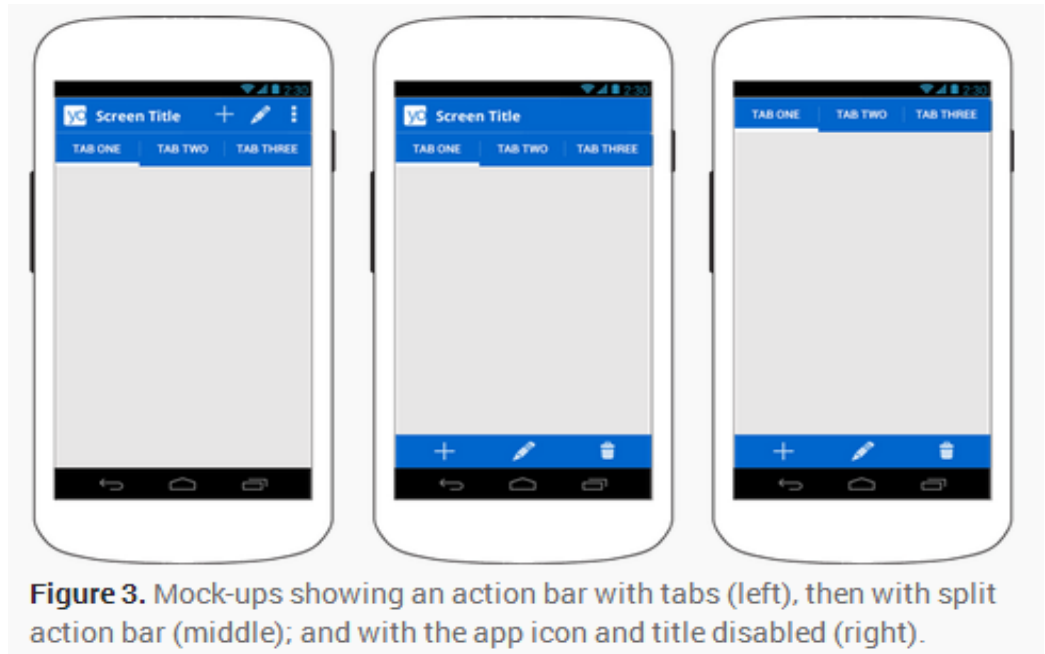 2:30
yo Screen Title
TAB ONE TAB TWO TAB THREE
2:30
yo Screen Title
TAB ONE TAB TWO TAB THREE
2:30
TAB ONE TAB TWO TAB THREE
Figure 3. Mock-ups showing an action bar with tabs (left), then with split
action bar (middle); and with the app icon and title disabled (right).